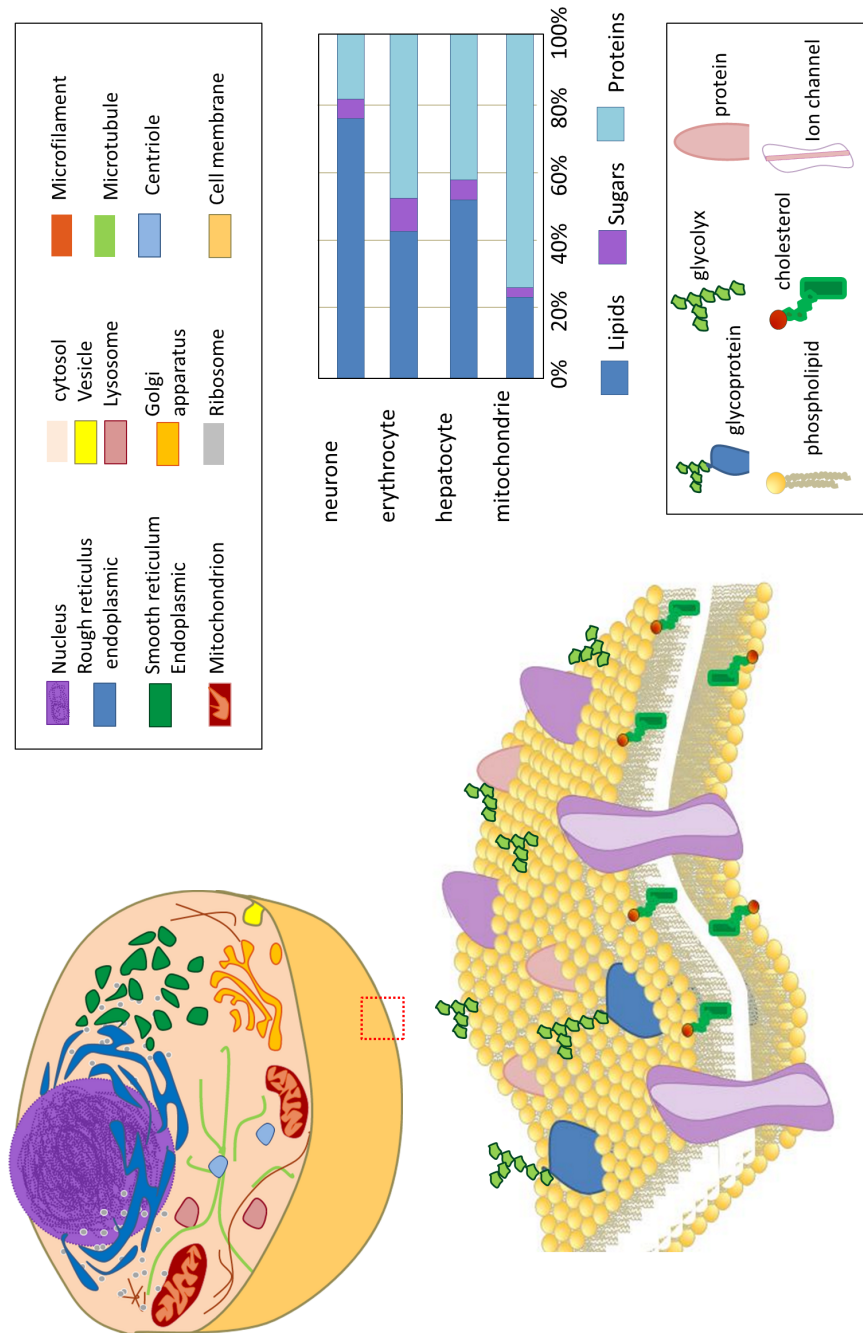 Nucleus
Rough reticulus
endoplasmic
Smooth reticulum
Endoplasmic
Mitochondrion
cytosol
Vesicle
Lysosome
Golgi
apparatus
Ribosome
Microfilament
Microtubule
Centriole
Cell membrane
neurone
erythrocyte
hepatocyte
mitochondrie
0% 20% 40% 60% 80% 100%
Lipids Sugars Proteins
glycoprotein glycolyx protein
phospholipid cholesterol Ion channel